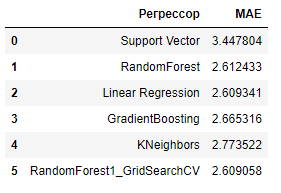 Регрессор MAE
0 Support Vector 3.447804
1 RandomForest 2.612433
2 Linear Regression 2.609341
3 GradientBoosting 2.665316
4 KNeighbors 2.773522
5 RandomForest1_GridSearchCV 2.609058